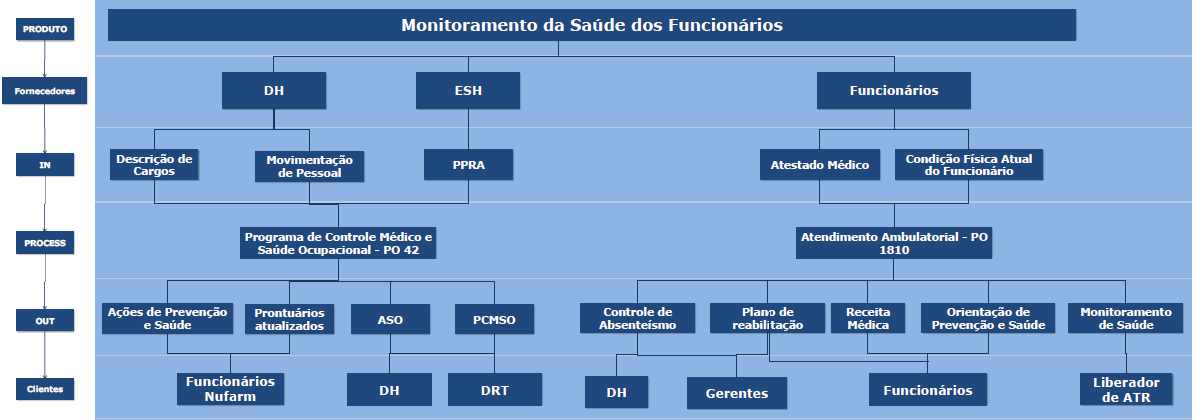 PRODUTO
Monitoramento da Saúde dos Funcionários
Fornecedores
DH
ESH
Funcionários
IN
Descrição de
Cargos
Movimentação
de Pessoal
PPRA
Atestado Médico
Condição Física Atual
do Funcionário
PROCESS
Programa de Controle Médico e
Saúde Ocupacional - PO 42
Atendimento Ambulatorial - PO
1810
OUT
Ações de Prevenção
e Saúde
Prontuários
atualizados
ASO
PCMSO
Controle de
Absenteísmo
Plano de
reabilitação
Receita
Médica
Orientação de
Prevenção e Saúde
Monitoramento
de Saúde
Clientes
Funcionários
Nufarm
DH
DRT
DH
Gerentes
Funcionários
Liberador
de ATR